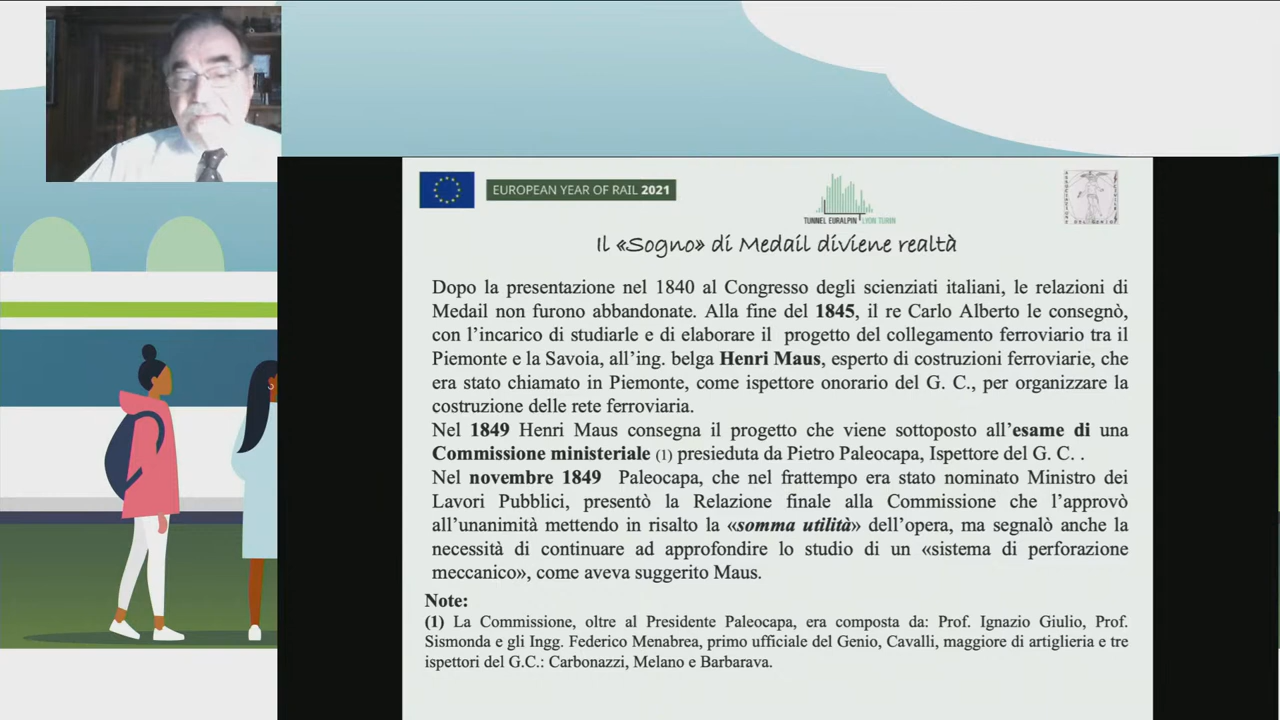 EUROPEAN YEAR OF RAIL 2021
TUNNEL EURALPIN LYON TURIN
Il «Sogno» di Medail diviene realtà
Dopo la presentazione nel 1840 al Congresso degli scienziati italiani, le relazioni di
Medail non furono abbandonate. Alla fine del 1845, il re Carlo Alberto le consegnò,
con l'incarico di studiarle e di elaborare il progetto del collegamento ferroviario tra il
Piemonte e la Savoia, all'ing. belga Henri Maus, esperto di costruzioni ferroviarie, che
era stato chiamato in Piemonte, come ispettore onorario del G. C., per organizzare la
costruzione delle rete ferroviaria.
Nel 1849 Henri Maus consegna il progetto che viene sottoposto all'esame di una
Commissione ministeriale (1) presieduta da Pietro Paleocapa, Ispettore del G. C. .
Nel novembre 1849 Paleocapa, che nel frattempo era stato nominato Ministro dei
Lavori Pubblici, presentò la Relazione finale alla Commissione che l'approvò
all'unanimità mettendo in risalto la «somma utilità» dell'opera, ma segnalò anche la
necessità di continuare ad approfondire lo studio di un «sistema di perforazione
meccanico», come aveva suggerito Maus.
Note:
(1) La Commissione, oltre al Presidente Paleocapa, era composta da: Prof. Ignazio Giulio, Prof.
Sismonda e gli Ingg. Federico Menabrea, primo ufficiale del Genio, Cavalli, maggiore di artiglieria e tre
ispettori del G.C.: Carbonazzi, Melano e Barbarava.